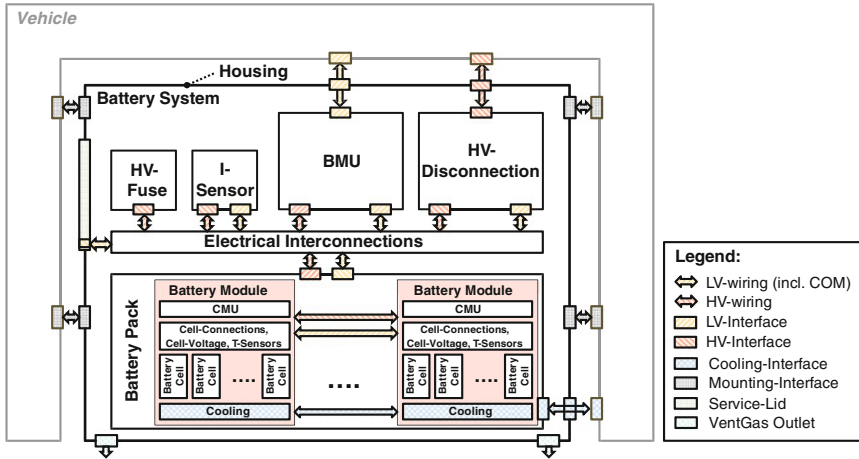 Vehicle
Housing
Battery System
BMU
HV-
Disconnection
HV-
Fuse
I-
Sensor
Electrical Interconnections
Battery Pack
Battery Module
CMU
Cell-Connections,
Cell-Voltage, T-Sensors
Battery
Cell
Battery
Cell
....
Battery
Cell
Cooling
....
Battery Module
CMU
Cell-Connections,
Cell-Voltage, T-Sensors
Battery
Cell
Battery
Cell
....
Battery
Cell
Cooling
Legend:
LV-wiring (incl. COM)
HV-wiring
LV-Interface
HV-Interface
Cooling-Interface
Mounting-Interface
Service-Lid
VentGas Outlet